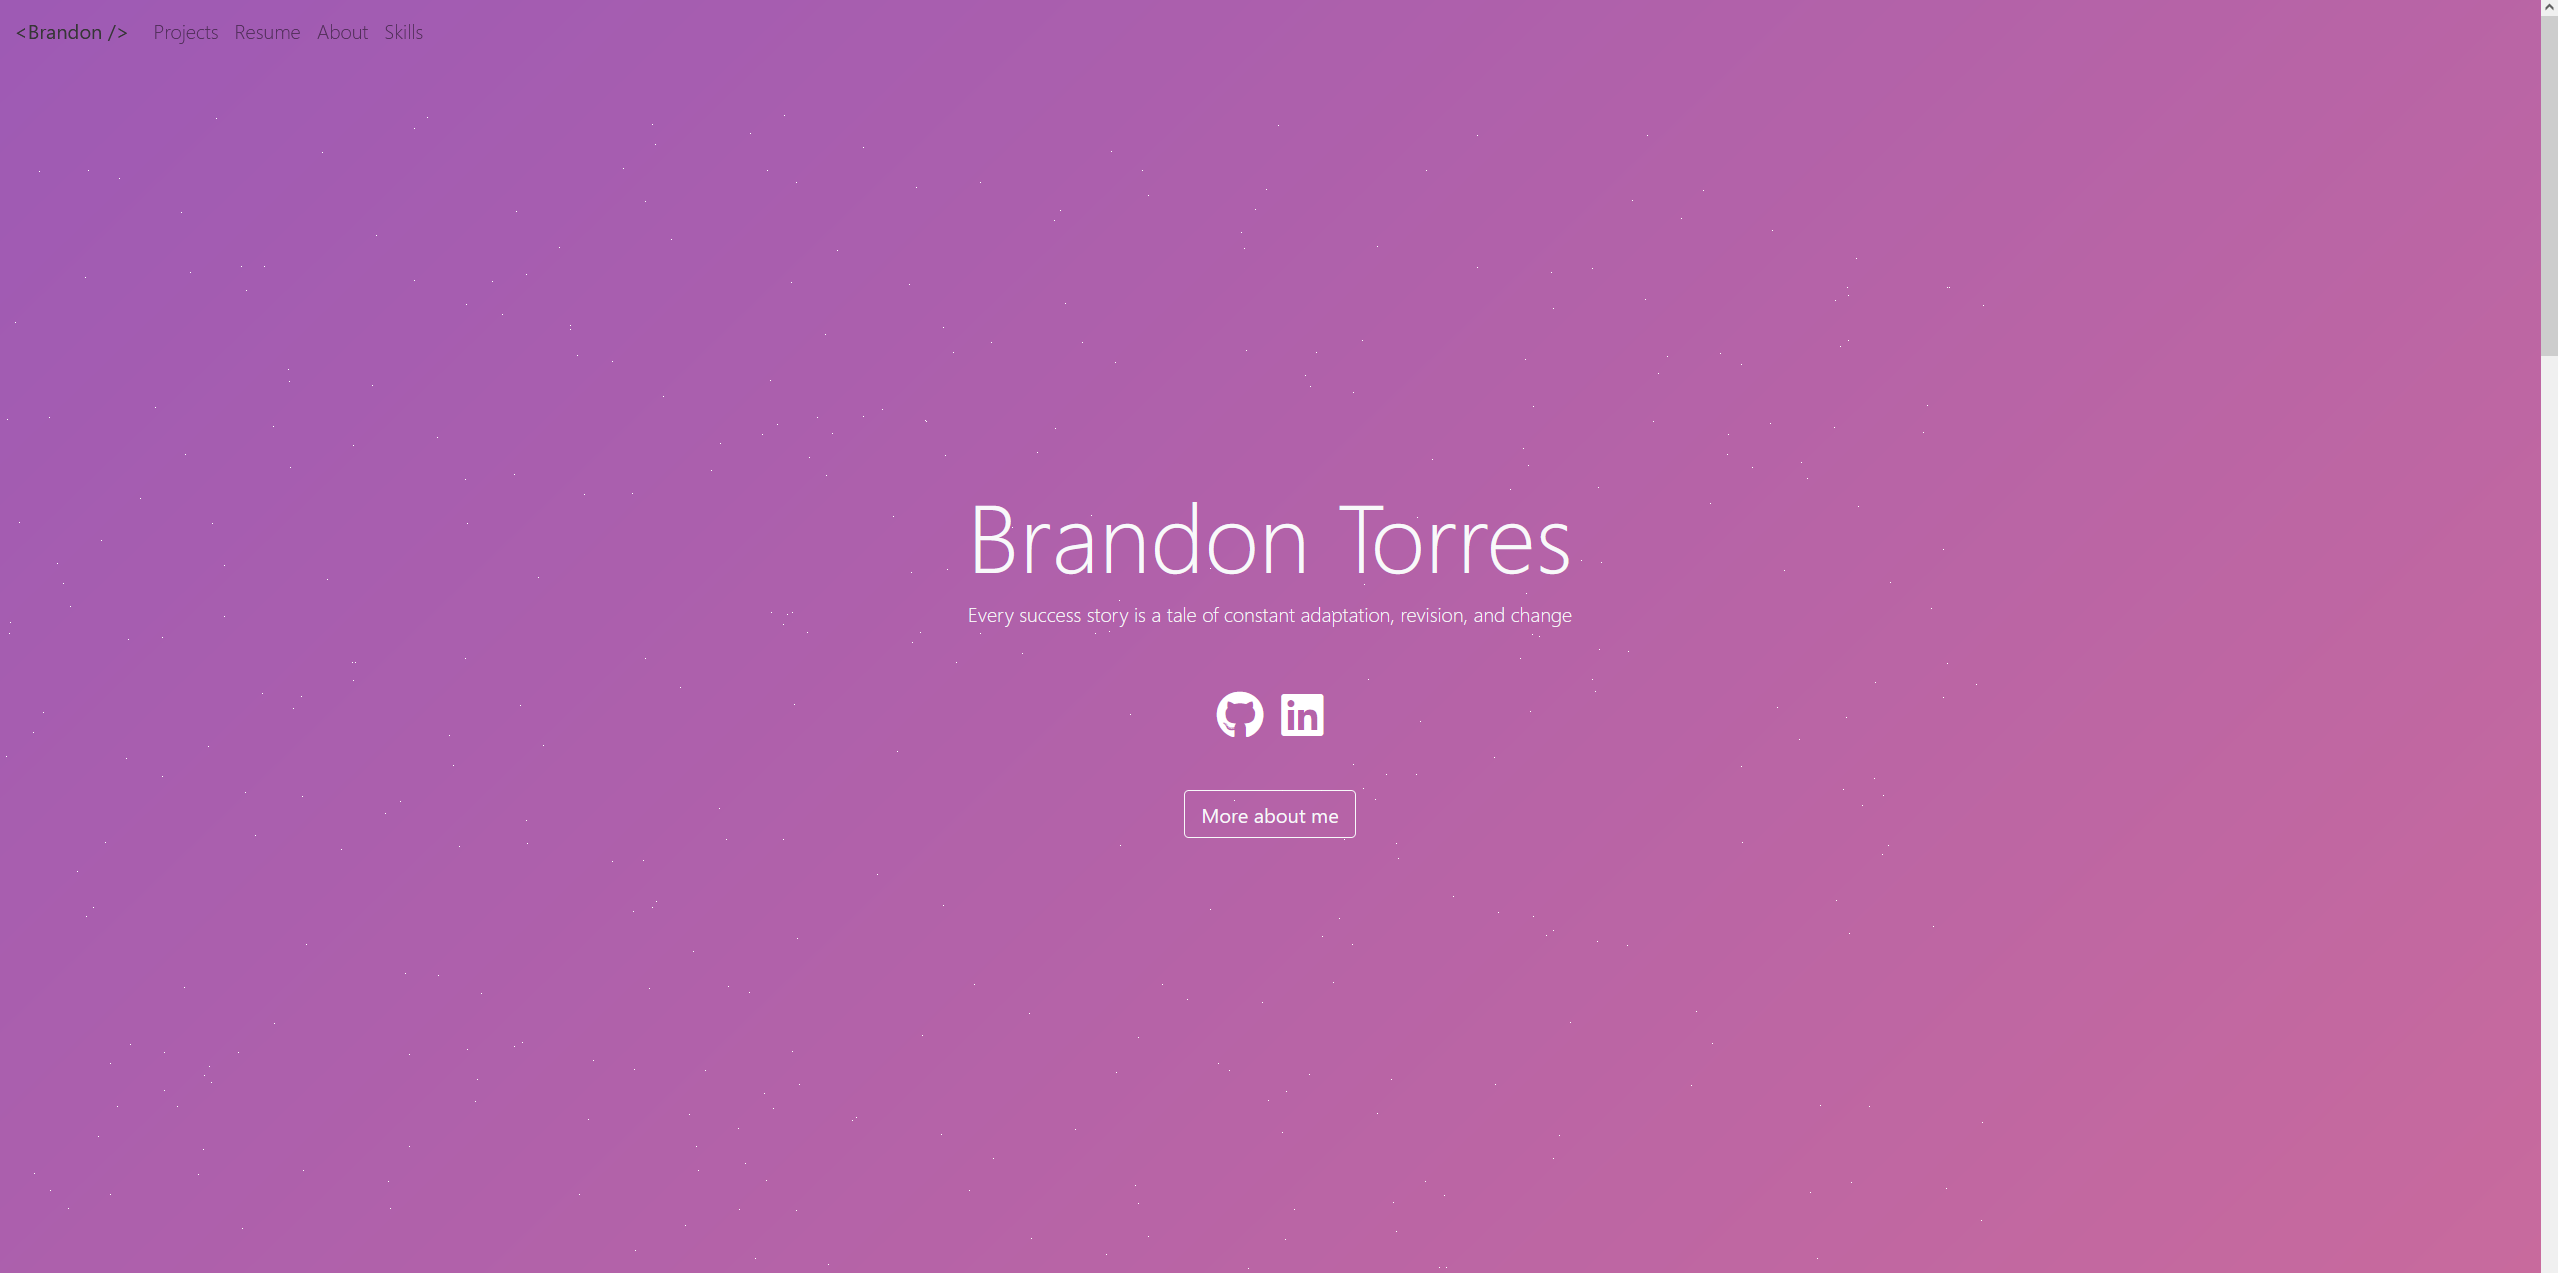 <Brandon /> Projects Resume About Skills
Brandon Torres
Every success story is a tale of constant adaptation, revision, and change
in
More about me